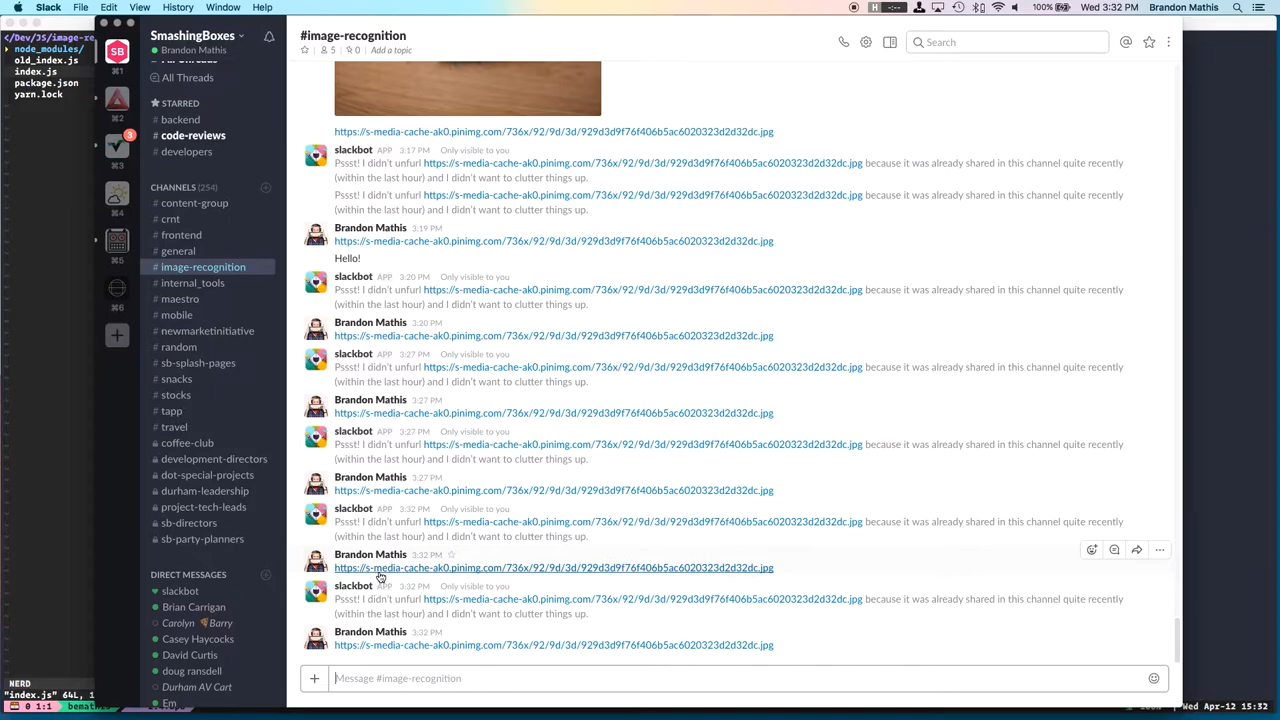 File Edit View History Window Help
Wed 3:32 PM Brandon Mathis
~/Dev/JS/image-re
node_modules/
old_index.js
index.js
package.json
yarn.lock
NERD
"index.js" 64L, 1
0 1:1
bemathis
SB
⌘1
⌘2
3
⌘3
⌘4
⌘5
⌘6
SmashingBoxes
Brandon Mathis
All Threads
All Threads
STARRED
# backend
# code-reviews
# developers
CHANNELS (254)
# content-group
# crnt
# frontend
# general
# image-recognition
# internal_tools
# maestro
# mobile
# newmarketinitiative
# random
# sb-splash-pages
# snacks
# stocks
# tapp
# travel
coffee-club
development-directors
dot-special-projects
durham-leadership
project-tech-leads
sb-directors
sb-party-planners
DIRECT MESSAGES
slackbot
Brian Carrigan
Carolyn 🍕Barry
Casey Haycocks
David Curtis
doug ransdell
Durham AV Cart
Em
#image-recognition
5 0 Add a topic
Search
https://s-media-cache-ak0.pinimg.com/736x/92/9d/3d/929d3d9f76f406b5ac6020323d2d32dc.jpg
slackbot APP 3:17 PM Only visible to you
Pssst! I didn't unfurl https://s-media-cache-ak0.pinimg.com/736x/92/9d/3d/929d3d9f76f406b5ac6020323d2d32dc.jpg because it was already shared in this channel quite recently
(within the last hour) and I didn't want to clutter things up.
Pssst! I didn't unfurl https://s-media-cache-ak0.pinimg.com/736x/92/9d/3d/929d3d9f76f406b5ac6020323d2d32dc.jpg because it was already shared in this channel quite recently
(within the last hour) and I didn't want to clutter things up.
Brandon Mathis 3:19 PM
https://s-media-cache-ak0.pinimg.com/736x/92/9d/3d/929d3d9f76f406b5ac6020323d2d32dc.jpg
Hello!
slackbot APP 3:20 PM Only visible to you
Pssst! I didn't unfurl https://s-media-cache-ak0.pinimg.com/736x/92/9d/3d/929d3d9f76f406b5ac6020323d2d32dc.jpg because it was already shared in this channel quite recently
(within the last hour) and I didn't want to clutter things up.
Brandon Mathis 3:20 PM
https://s-media-cache-ak0.pinimg.com/736x/92/9d/3d/929d3d9f76f406b5ac6020323d2d32dc.jpg
slackbot APP 3:27 PM Only visible to you
Pssst! I didn't unfurl https://s-media-cache-ak0.pinimg.com/736x/92/9d/3d/929d3d9f76f406b5ac6020323d2d32dc.jpg because it was already shared in this channel quite recently
(within the last hour) and I didn't want to clutter things up.
Brandon Mathis 3:27 PM
https://s-media-cache-ak0.pinimg.com/736x/92/9d/3d/929d3d9f76f406b5ac6020323d2d32dc.jpg
slackbot APP 3:27 PM Only visible to you
Pssst! I didn't unfurl https://s-media-cache-ak0.pinimg.com/736x/92/9d/3d/929d3d9f76f406b5ac6020323d2d32dc.jpg because it was already shared in this channel quite recently
(within the last hour) and I didn't want to clutter things up.
Brandon Mathis 3:27 PM
https://s-media-cache-ak0.pinimg.com/736x/92/9d/3d/929d3d9f76f406b5ac6020323d2d32dc.jpg
slackbot APP 3:32 PM Only visible to you
Pssst! I didn't unfurl https://s-media-cache-ak0.pinimg.com/736x/92/9d/3d/929d3d9f76f406b5ac6020323d2d32dc.jpg because it was already shared in this channel quite recently
(within the last hour) and I didn't want to clutter things up.
Brandon Mathis 3:32 PM
https://s-media-cache-ak0.pinimg.com/736x/92/9d/3d/929d3d9f76f406b5ac6020323d2d32dc.jpg
slackbot APP 3:32 PM Only visible to you
Pssst! I didn't unfurl https://s-media-cache-ak0.pinimg.com/736x/92/9d/3d/929d3d9f76f406b5ac6020323d2d32dc.jpg because it was already shared in this channel quite recently
(within the last hour) and I didn't want to clutter things up.
Brandon Mathis 3:32 PM
https://s-media-cache-ak0.pinimg.com/736x/92/9d/3d/929d3d9f76f406b5ac6020323d2d32dc.jpg
Message #image-recognition
Wed Apr-12 15:32